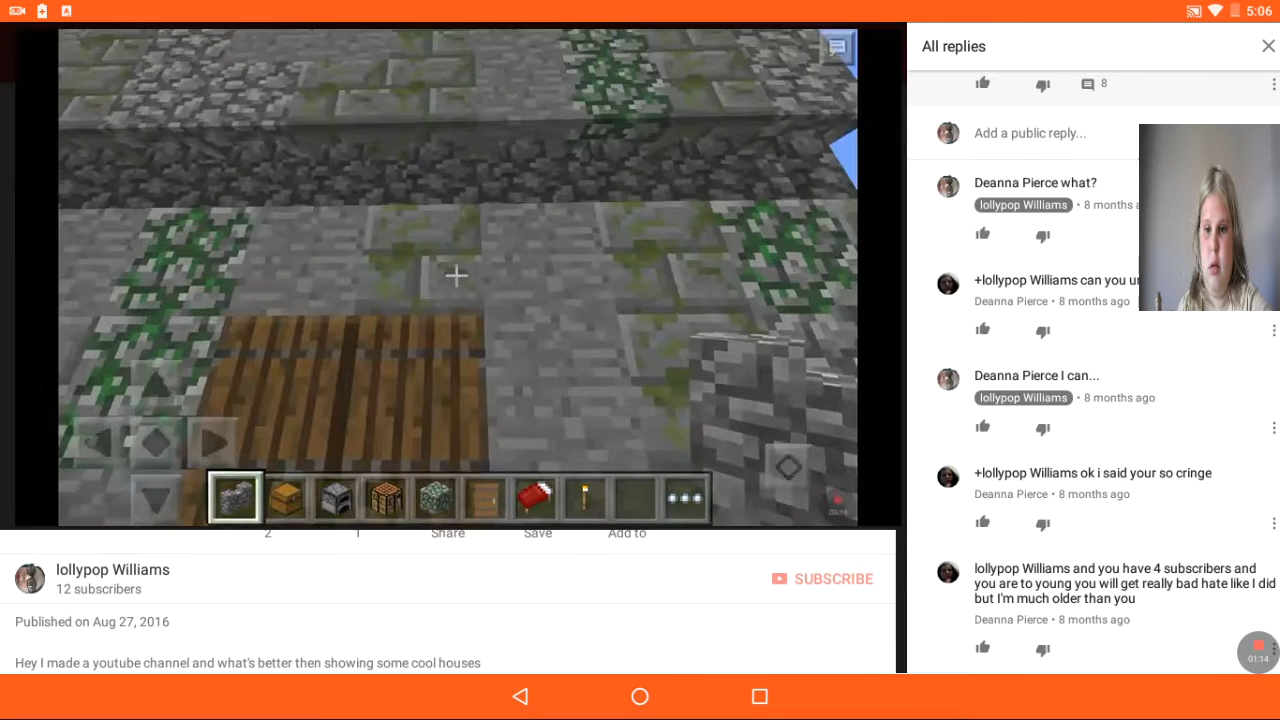 5:06
All replies
8
Add a public reply...
Deanna Pierce what?
lollypop Williams • 8 months a
+lollypop Williams can you un
Deanna Pierce • 8 months ago
Deanna Pierce I can...
lollypop Williams • 8 months ago
+lollypop Williams ok i said your so cringe
Deanna Pierce • 8 months ago
lollypop Williams and you have 4 subscribers and
you are to young you will get really bad hate like I did
but I'm much older than you
Deanna Pierce • 8 months ago
01:14
2 1 Share Save Add to
lollypop Williams
12 subscribers
SUBSCRIBE
Published on Aug 27, 2016
Hey I made a youtube channel and what's better then showing some cool houses